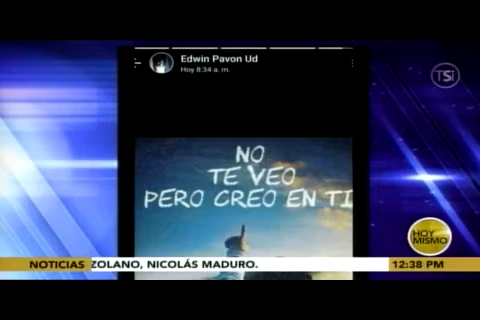 Edwin Pavon Ud
Hoy 8:34 a. m.
TSI
NO
TE VEO
PERO CREO EN TI
HOY
MISMO
NOTICIAS ZOLANO, NICOLÁS MADURO. 12:38 PM